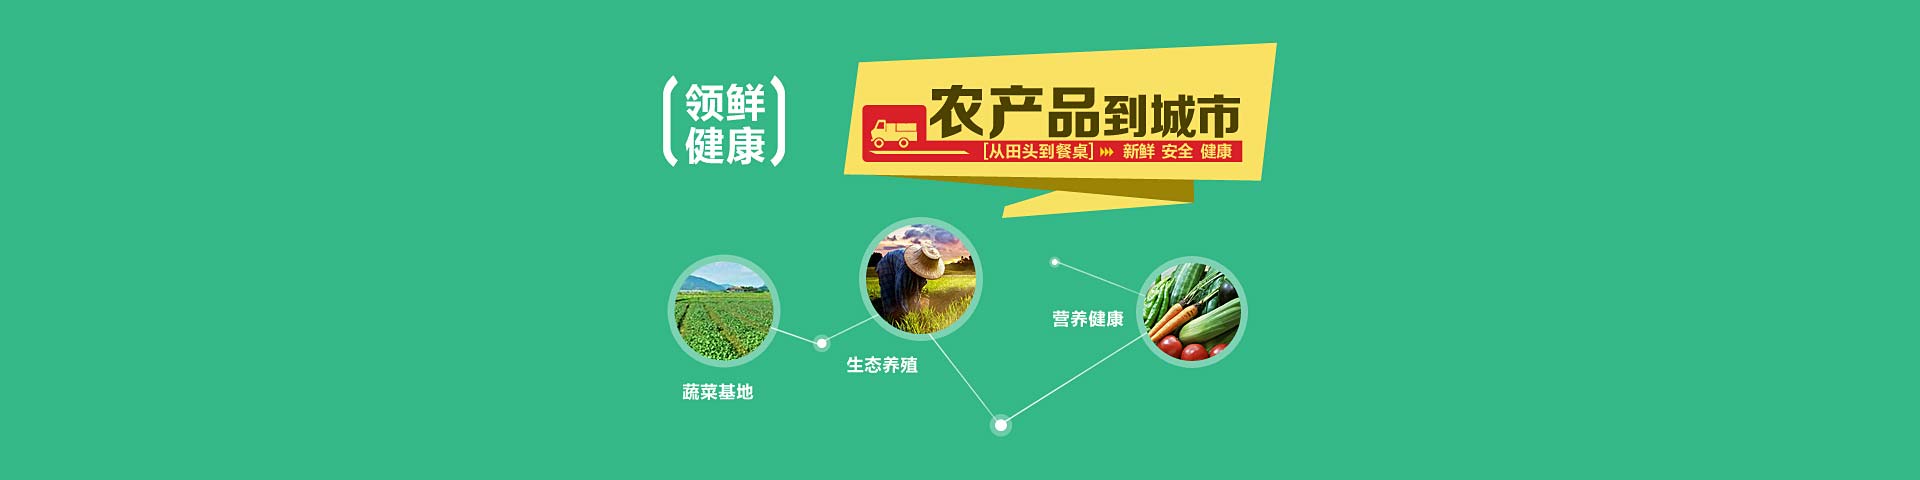 领鲜
健康
农产品到城市
[从田头到餐桌] 新鲜 安全 健康
营养健康
生态养殖
蔬菜基地